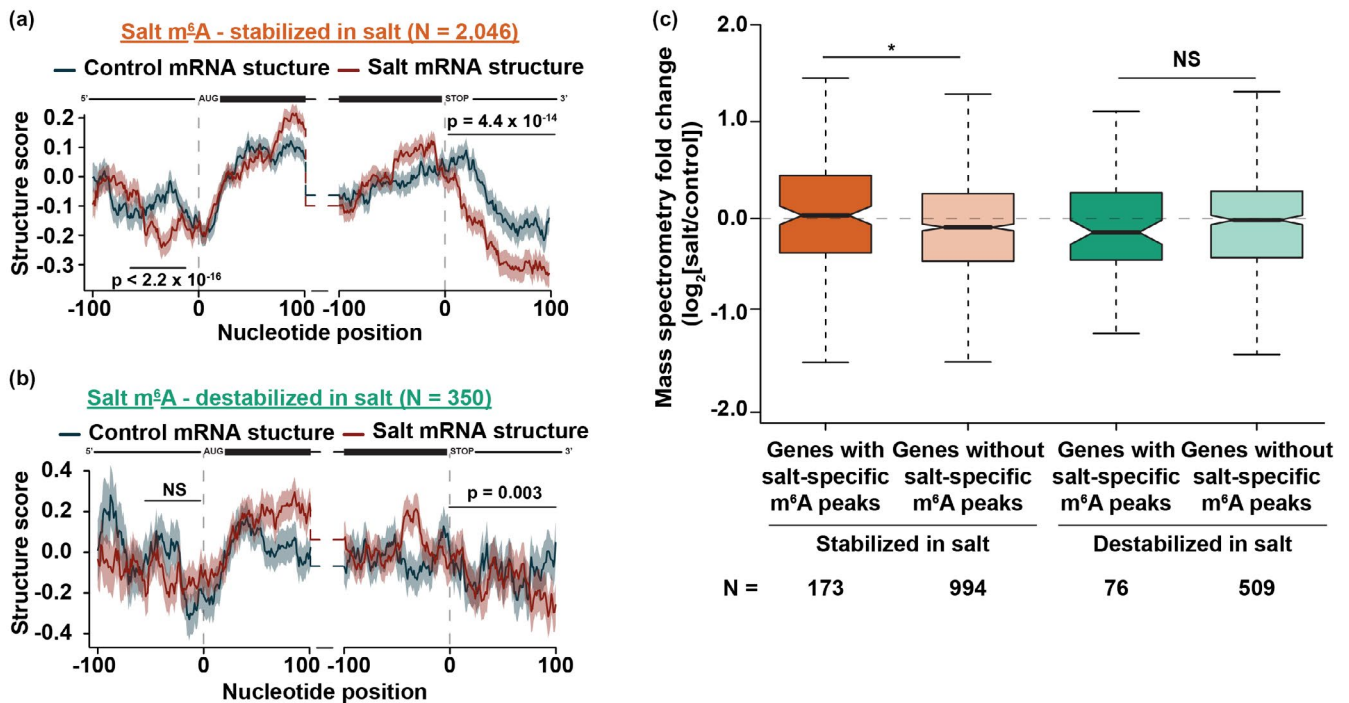 (a)
Salt m⁶A - stabilized in salt (N = 2,046)
Control mRNA stucture
Salt mRNA structure
5'
AUG
STOP
3'
Structure score
0.2
0.1
0.0
-0.1
-0.2
-0.3
p = 4.4 x 10⁻¹⁴
p < 2.2 x 10⁻¹⁶
-100
0
100
-100
0
100
Nucleotide position
(b)
Salt m⁶A - destabilized in salt (N = 350)
Control mRNA stucture
Salt mRNA structure
5'
AUG
STOP
3'
Structure score
0.4
0.2
0.0
-0.2
-0.4
NS
p = 0.003
-100
0
100
-100
0
100
Nucleotide position
(c)
Mass spectrometry fold change
(log₂[salt/control])
2.0
1.0
0.0
-1.0
-2.0
*
NS
Genes with salt-specific m⁶A peaks
Genes without salt-specific m⁶A peaks
Genes with salt-specific m⁶A peaks
Genes without salt-specific m⁶A peaks
Stabilized in salt
Destabilized in salt
N = 173 994 76 509